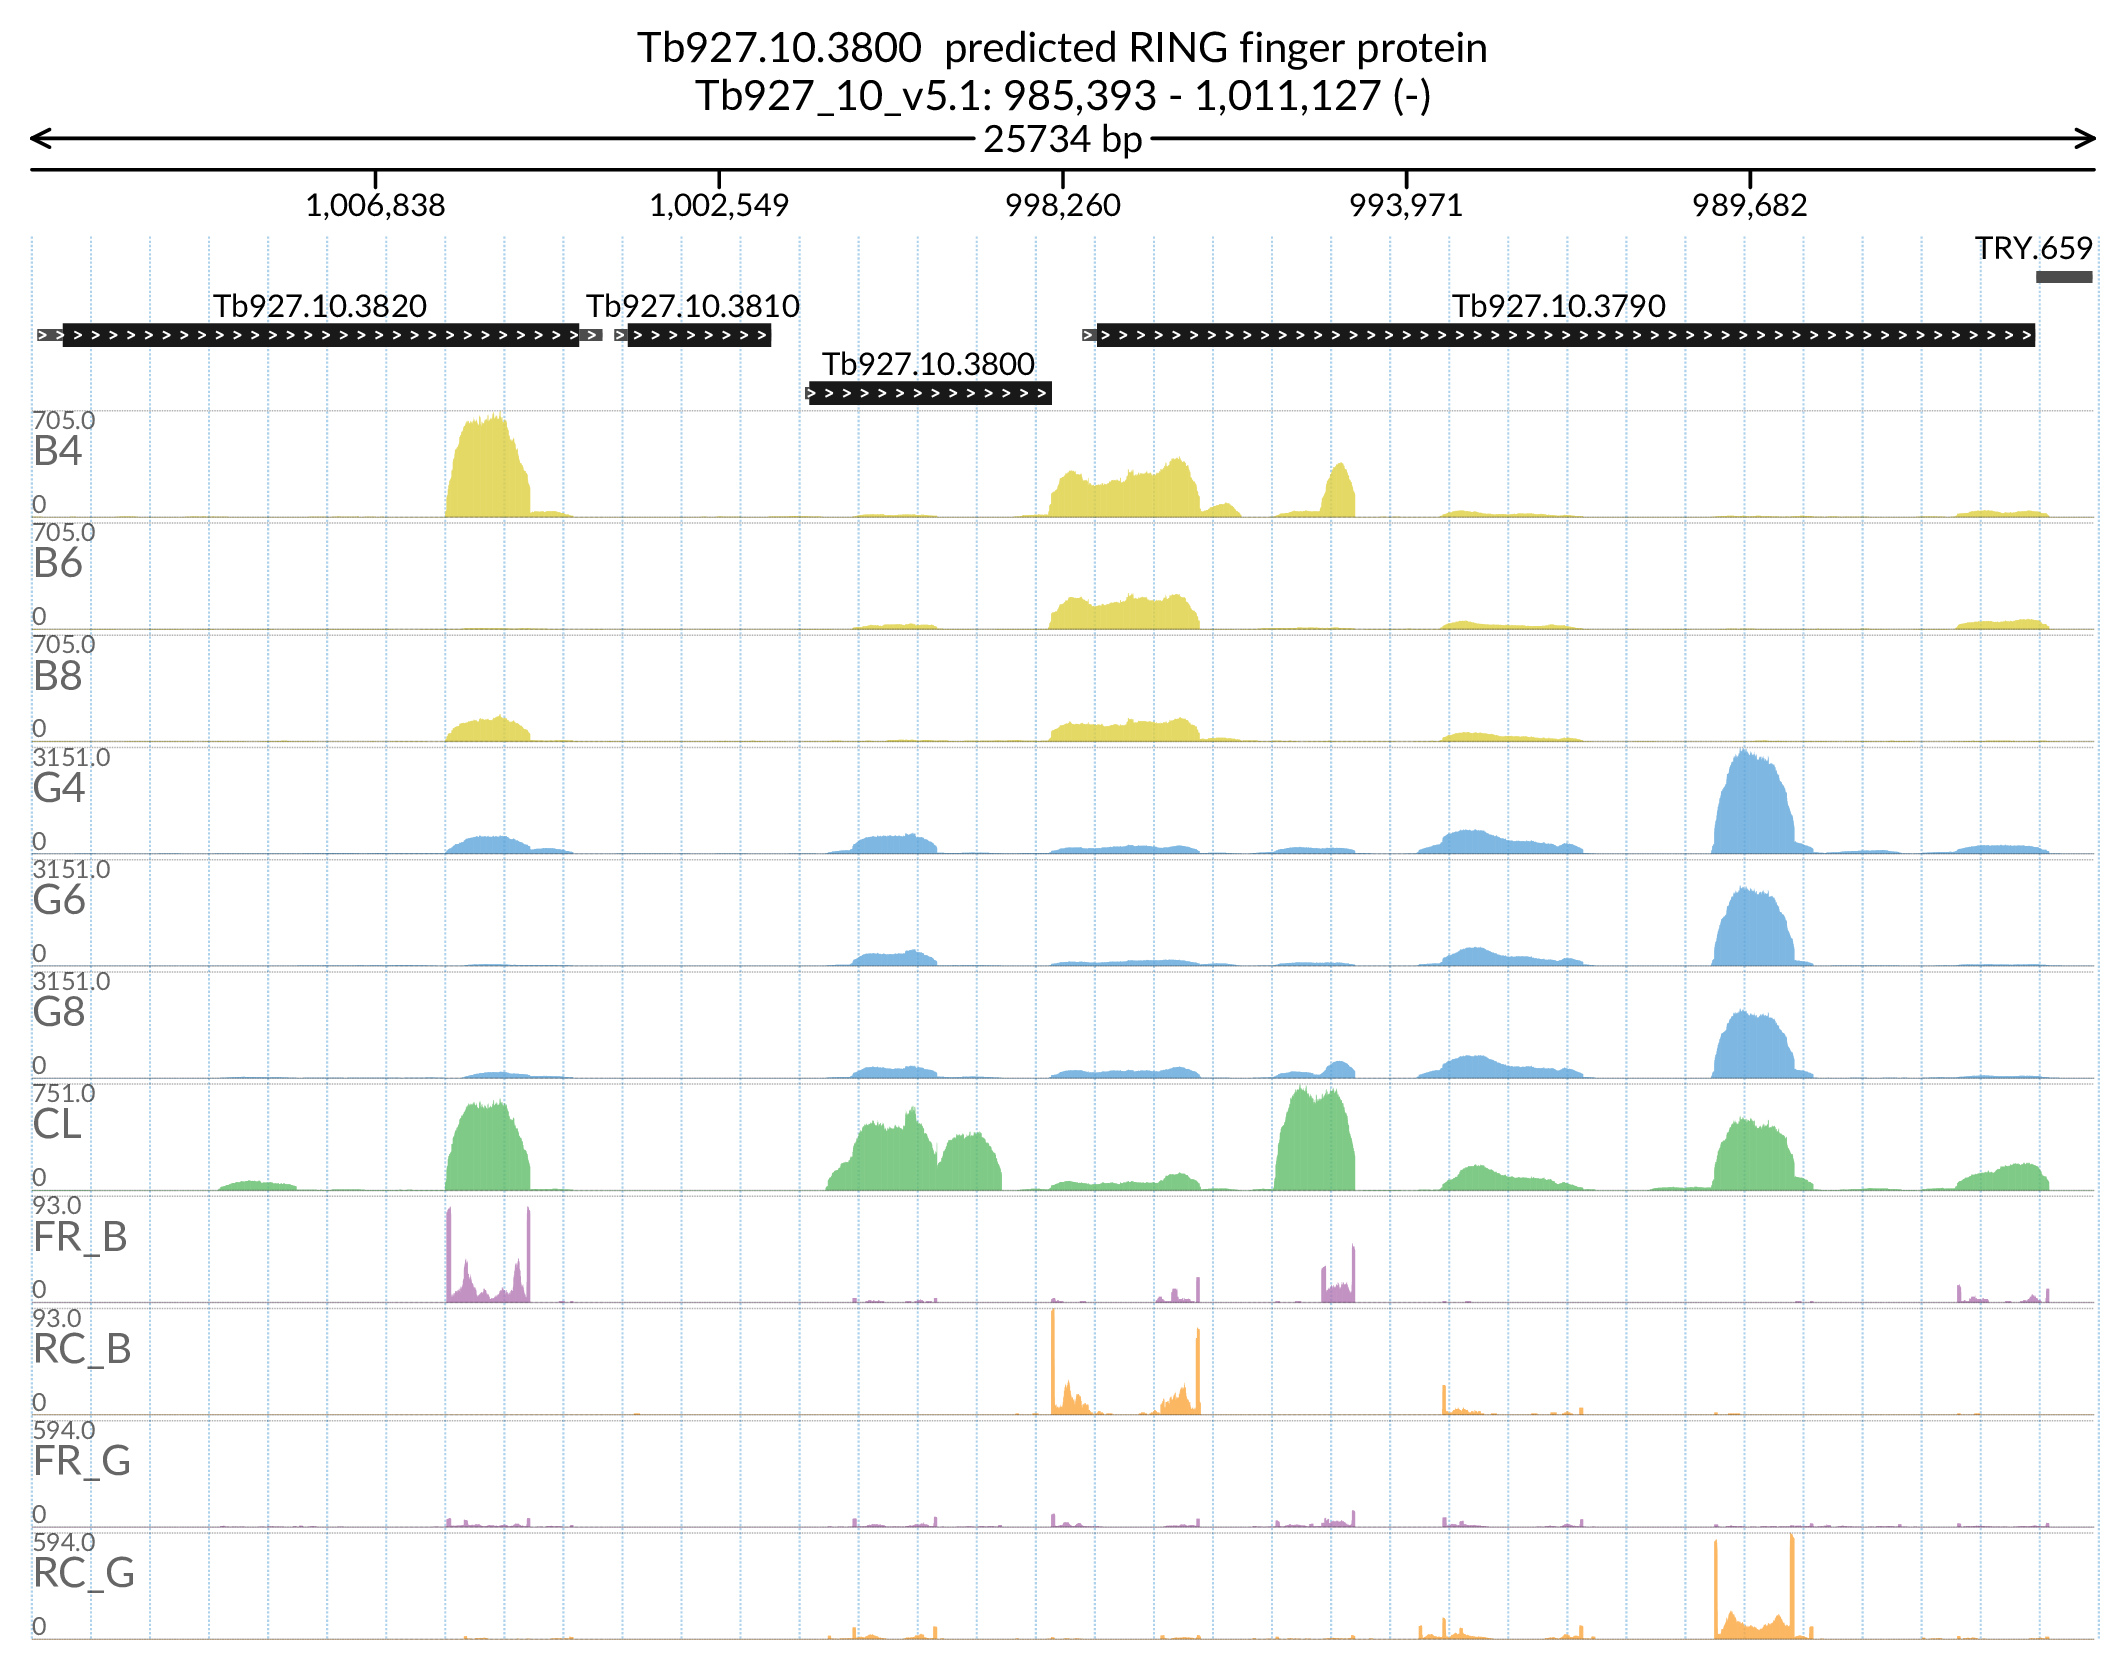 Tb927.10.3800  predicted RING finger protein
Tb927_10_v5.1: 985,393 - 1,011,127 (-)
25734 bp
1,006,838 1,002,549 998,260 993,971 989,682
TRY.659
Tb927.10.3820 Tb927.10.3810 Tb927.10.3790
Tb927.10.3800
705.0
B4
0
705.0
B6
0
705.0
B8
0
3151.0
G4
0
3151.0
G6
0
3151.0
G8
0
751.0
CL
0
93.0
FR_B
0
93.0
RC_B
0
594.0
FR_G
0
594.0
RC_G
0